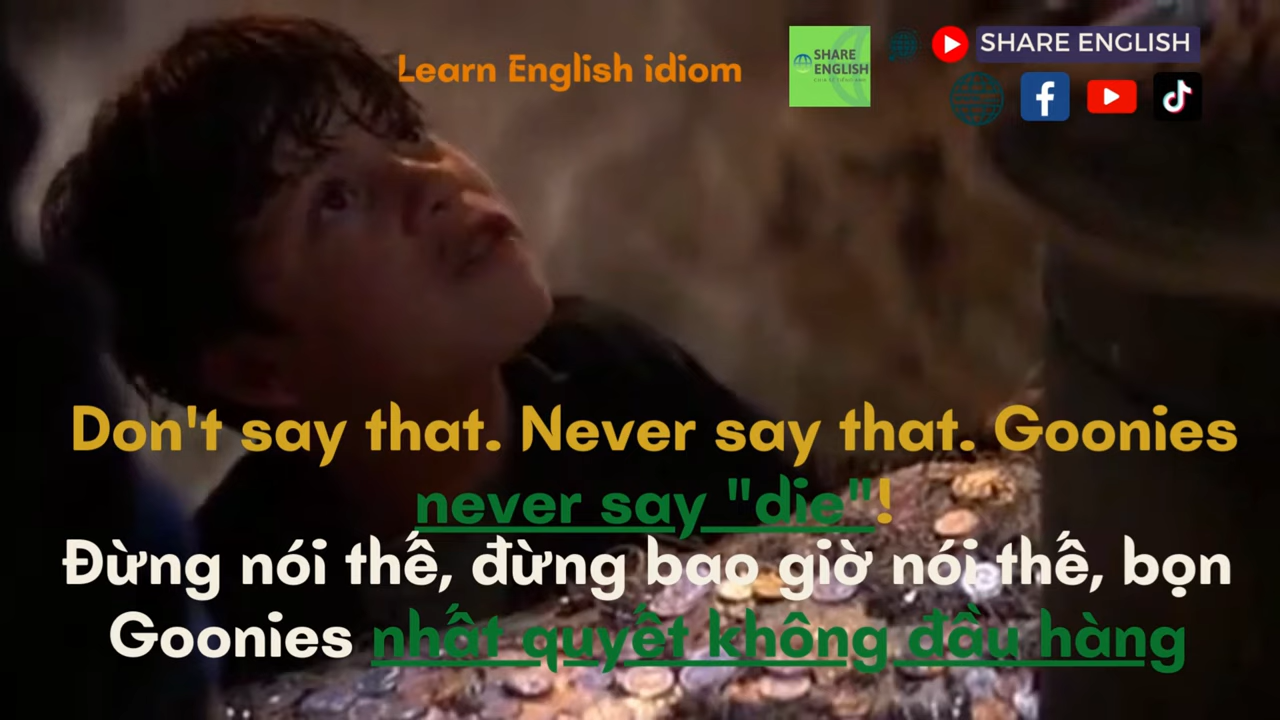 Learn English idiom
SHARE
ENGLISH
SHARE ENGLISH
Don't say that. Never say that. Goonies
never say "die"!
Đừng nói thế, đừng bao giờ nói thế, bọn
Goonies nhất quyết không đầu hàng